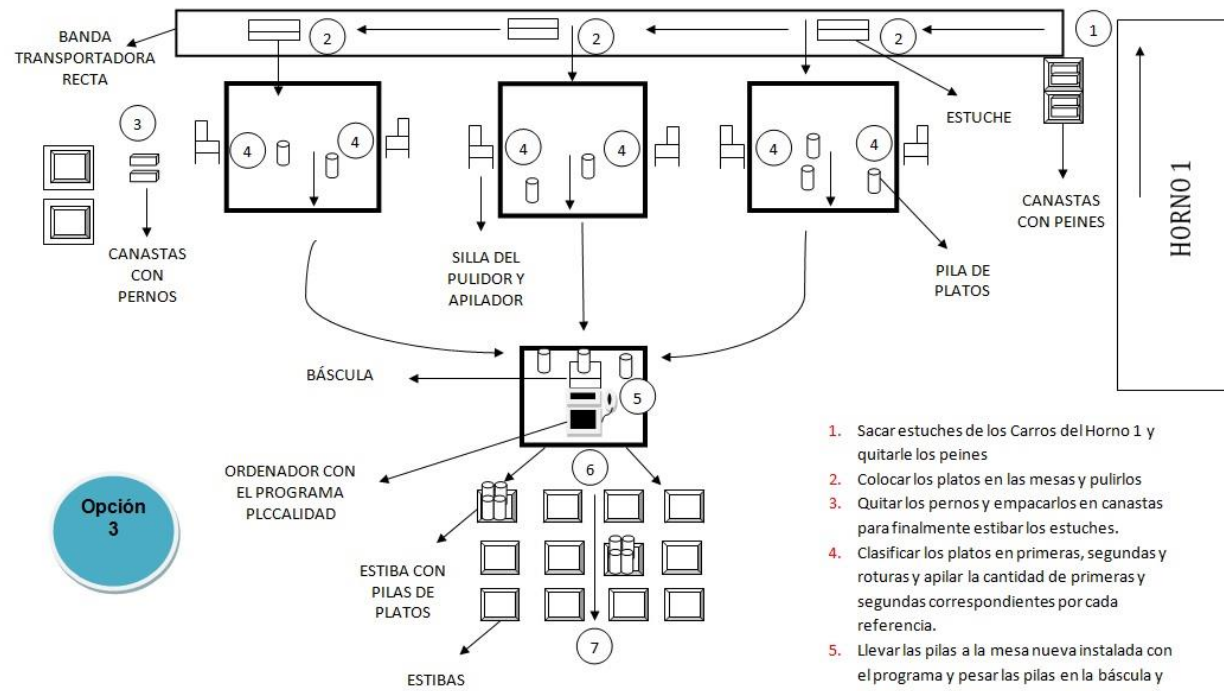 BANDA
TRANSPORTADORA
RECTA
2
2
2
1
ESTUCHE
3
4
4
4
4
4
4
CANASTAS
CON PEINES
HORNO 1
CANASTAS
CON
PERNOS
SILLA DEL
PULIDOR Y
APILADOR
PILA DE
PLATOS
BÁSCULA
5
ORDENADOR CON
EL PROGRAMA
PLCCALIDAD
6
Opción
3
ESTIBA CON
PILAS DE
PLATOS
7
ESTIBAS
1. Sacar estuches de los Carros del Horno 1 y
quitarle los peines
2. Colocar los platos en las mesas y pulirlos
3. Quitar los pernos y empacarlos en canastas
para finalmente estibar los estuches.
4. Clasificar los platos en primeras, segundas y
roturas y apilar la cantidad de primeras y
segundas correspondientes por cada
referencia.
5. Llevar las pilas a la mesa nueva instalada con
el programa y pesar las pilas en la báscula y